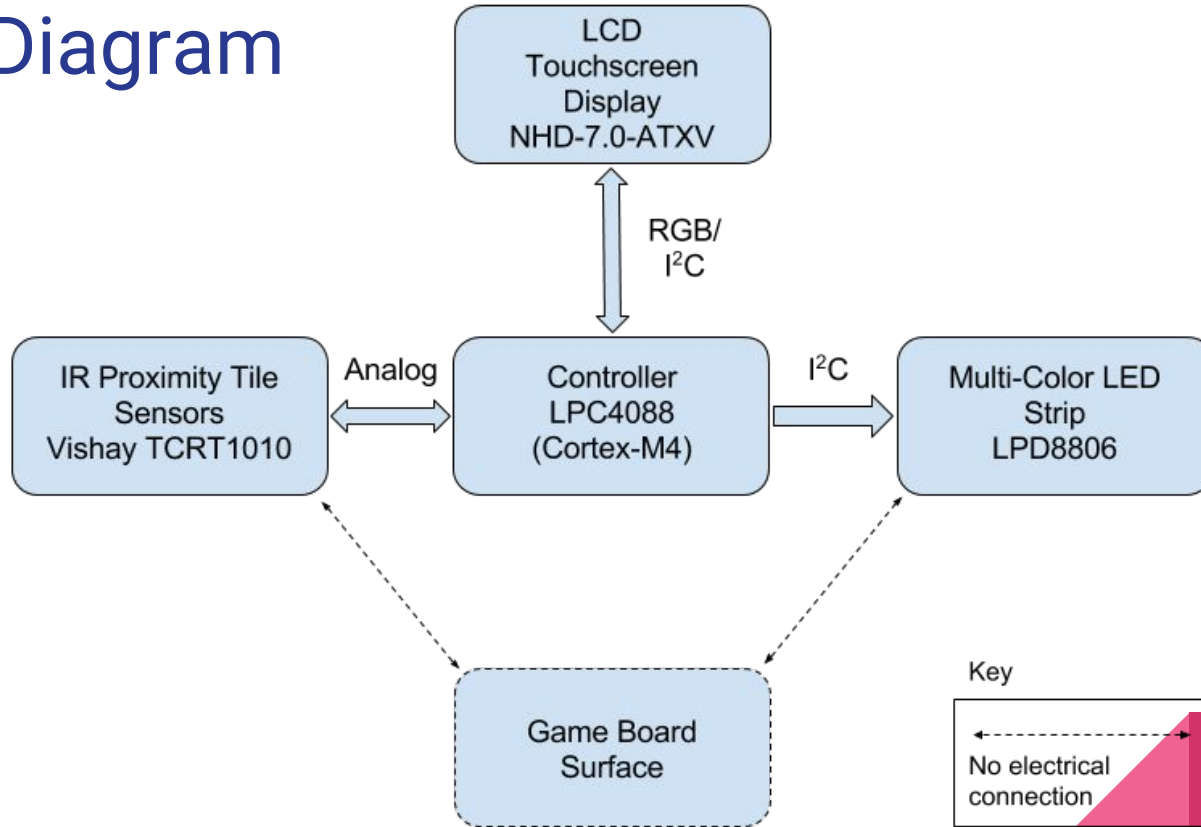 Diagram
LCD
Touchscreen
Display
NHD-7.0-ATXV
RGB/
I²C
IR Proximity Tile
Sensors
Vishay TCRT1010
Analog
Controller
LPC4088
(Cortex-M4)
I²C
Multi-Color LED
Strip
LPD8806
Game Board
Surface
Key
No electrical
connection